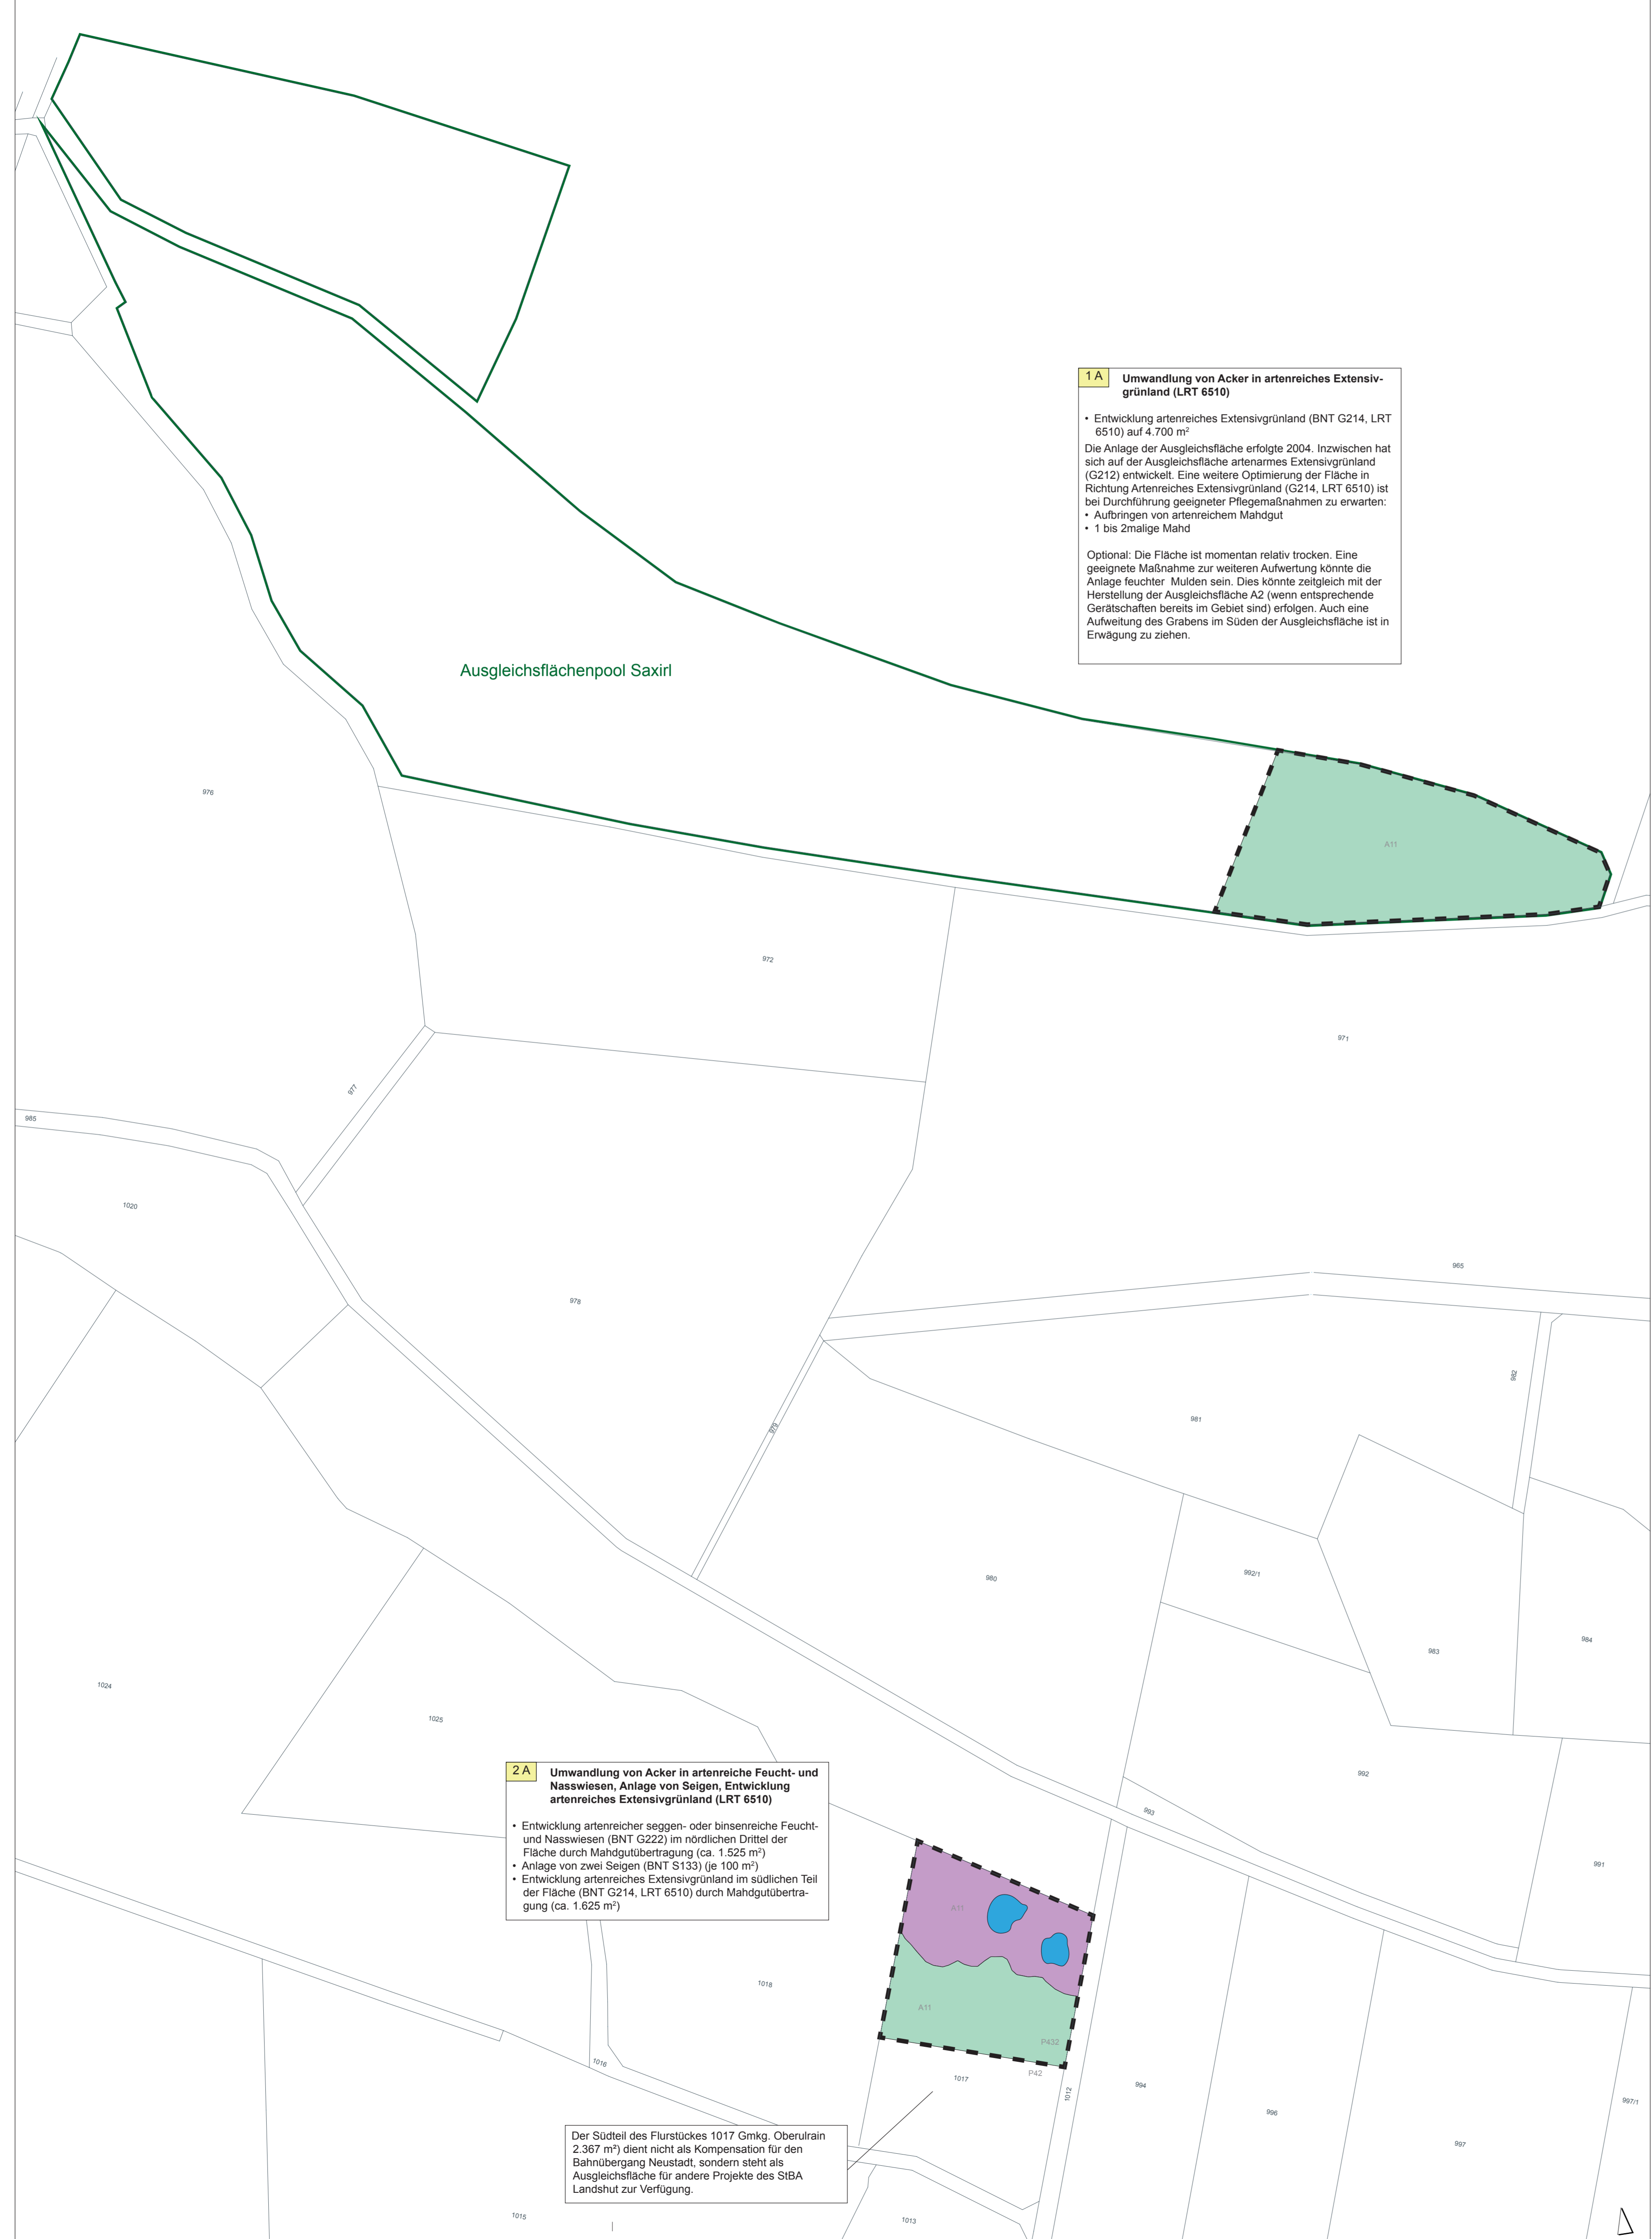 1 A
Umwandlung von Acker in artenreiches Extensiv-
grünland (LRT 6510)
• Entwicklung artenreiches Extensivgrünland (BNT G214, LRT
6510) auf 4.700 m²
Die Anlage der Ausgleichsfläche erfolgte 2004. Inzwischen hat
sich auf der Ausgleichsfläche artenarmes Extensivgrünland
(G212) entwickelt. Eine weitere Optimierung der Fläche in
Richtung Artenreiches Extensivgrünland (G214, LRT 6510) ist
bei Durchführung geeigneter Pflegemaßnahmen zu erwarten:
• Aufbringen von artenreichem Mahdgut
• 1 bis 2malige Mahd
Optional: Die Fläche ist momentan relativ trocken. Eine
geeignete Maßnahme zur weiteren Aufwertung könnte die
Anlage feuchter Mulden sein. Dies könnte zeitgleich mit der
Herstellung der Ausgleichsfläche A2 (wenn entsprechende
Gerätschaften bereits im Gebiet sind) erfolgen. Auch eine
Aufweitung des Grabens im Süden der Ausgleichsfläche ist in
Erwägung zu ziehen.
Ausgleichsflächenpool Saxirl
976
A11
972
971
977
985
1020
965
978
982
981
979
980
992/1
983
984
1024
1025
992
2 A
Umwandlung von Acker in artenreiche Feucht- und
Nasswiesen, Anlage von Seigen, Entwicklung
artenreiches Extensivgrünland (LRT 6510)
• Entwicklung artenreicher seggen- oder binsenreiche Feucht-
und Nasswiesen (BNT G222) im nördlichen Drittel der
Fläche durch Mahdgutübertragung (ca. 1.525 m²)
• Anlage von zwei Seigen (BNT S133) (je 100 m²)
• Entwicklung artenreiches Extensivgrünland im südlichen Teil
der Fläche (BNT G214, LRT 6510) durch Mahdgutübertra-
gung (ca. 1.625 m²)
993
991
A11
1018
A11
P432
1016
1017
P42
1012
994
996
997/1
997
Der Südteil des Flurstückes 1017 Gmkg. Oberulrain
2.367 m²) dient nicht als Kompensation für den
Bahnübergang Neustadt, sondern steht als
Ausgleichsfläche für andere Projekte des StBA
Landshut zur Verfügung.
1015
1013